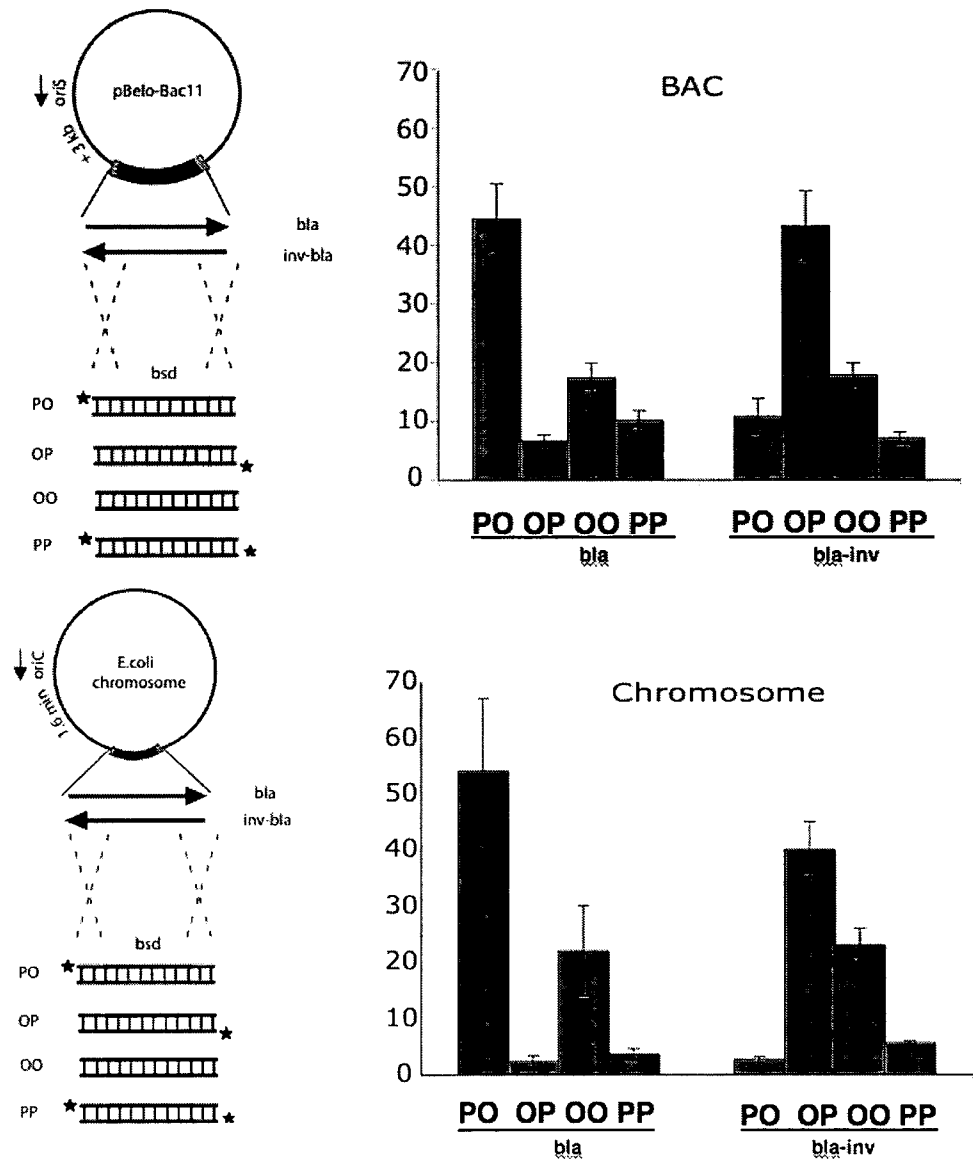 pBelo-Bac11
oriS
+ 3 kb
bla
inv-bla
bsd
PO
OP
OO
PP
BAC
70
60
50
40
30
20
10
0
PO OP OO PP
bla
PO OP OO PP
bla-inv
E.coli
chromosome
oriC
1.6 min
bla
inv-bla
bsd
PO
OP
OO
PP
Chromosome
70
60
50
40
30
20
10
0
PO OP OO PP
bla
PO OP OO PP
bla-inv